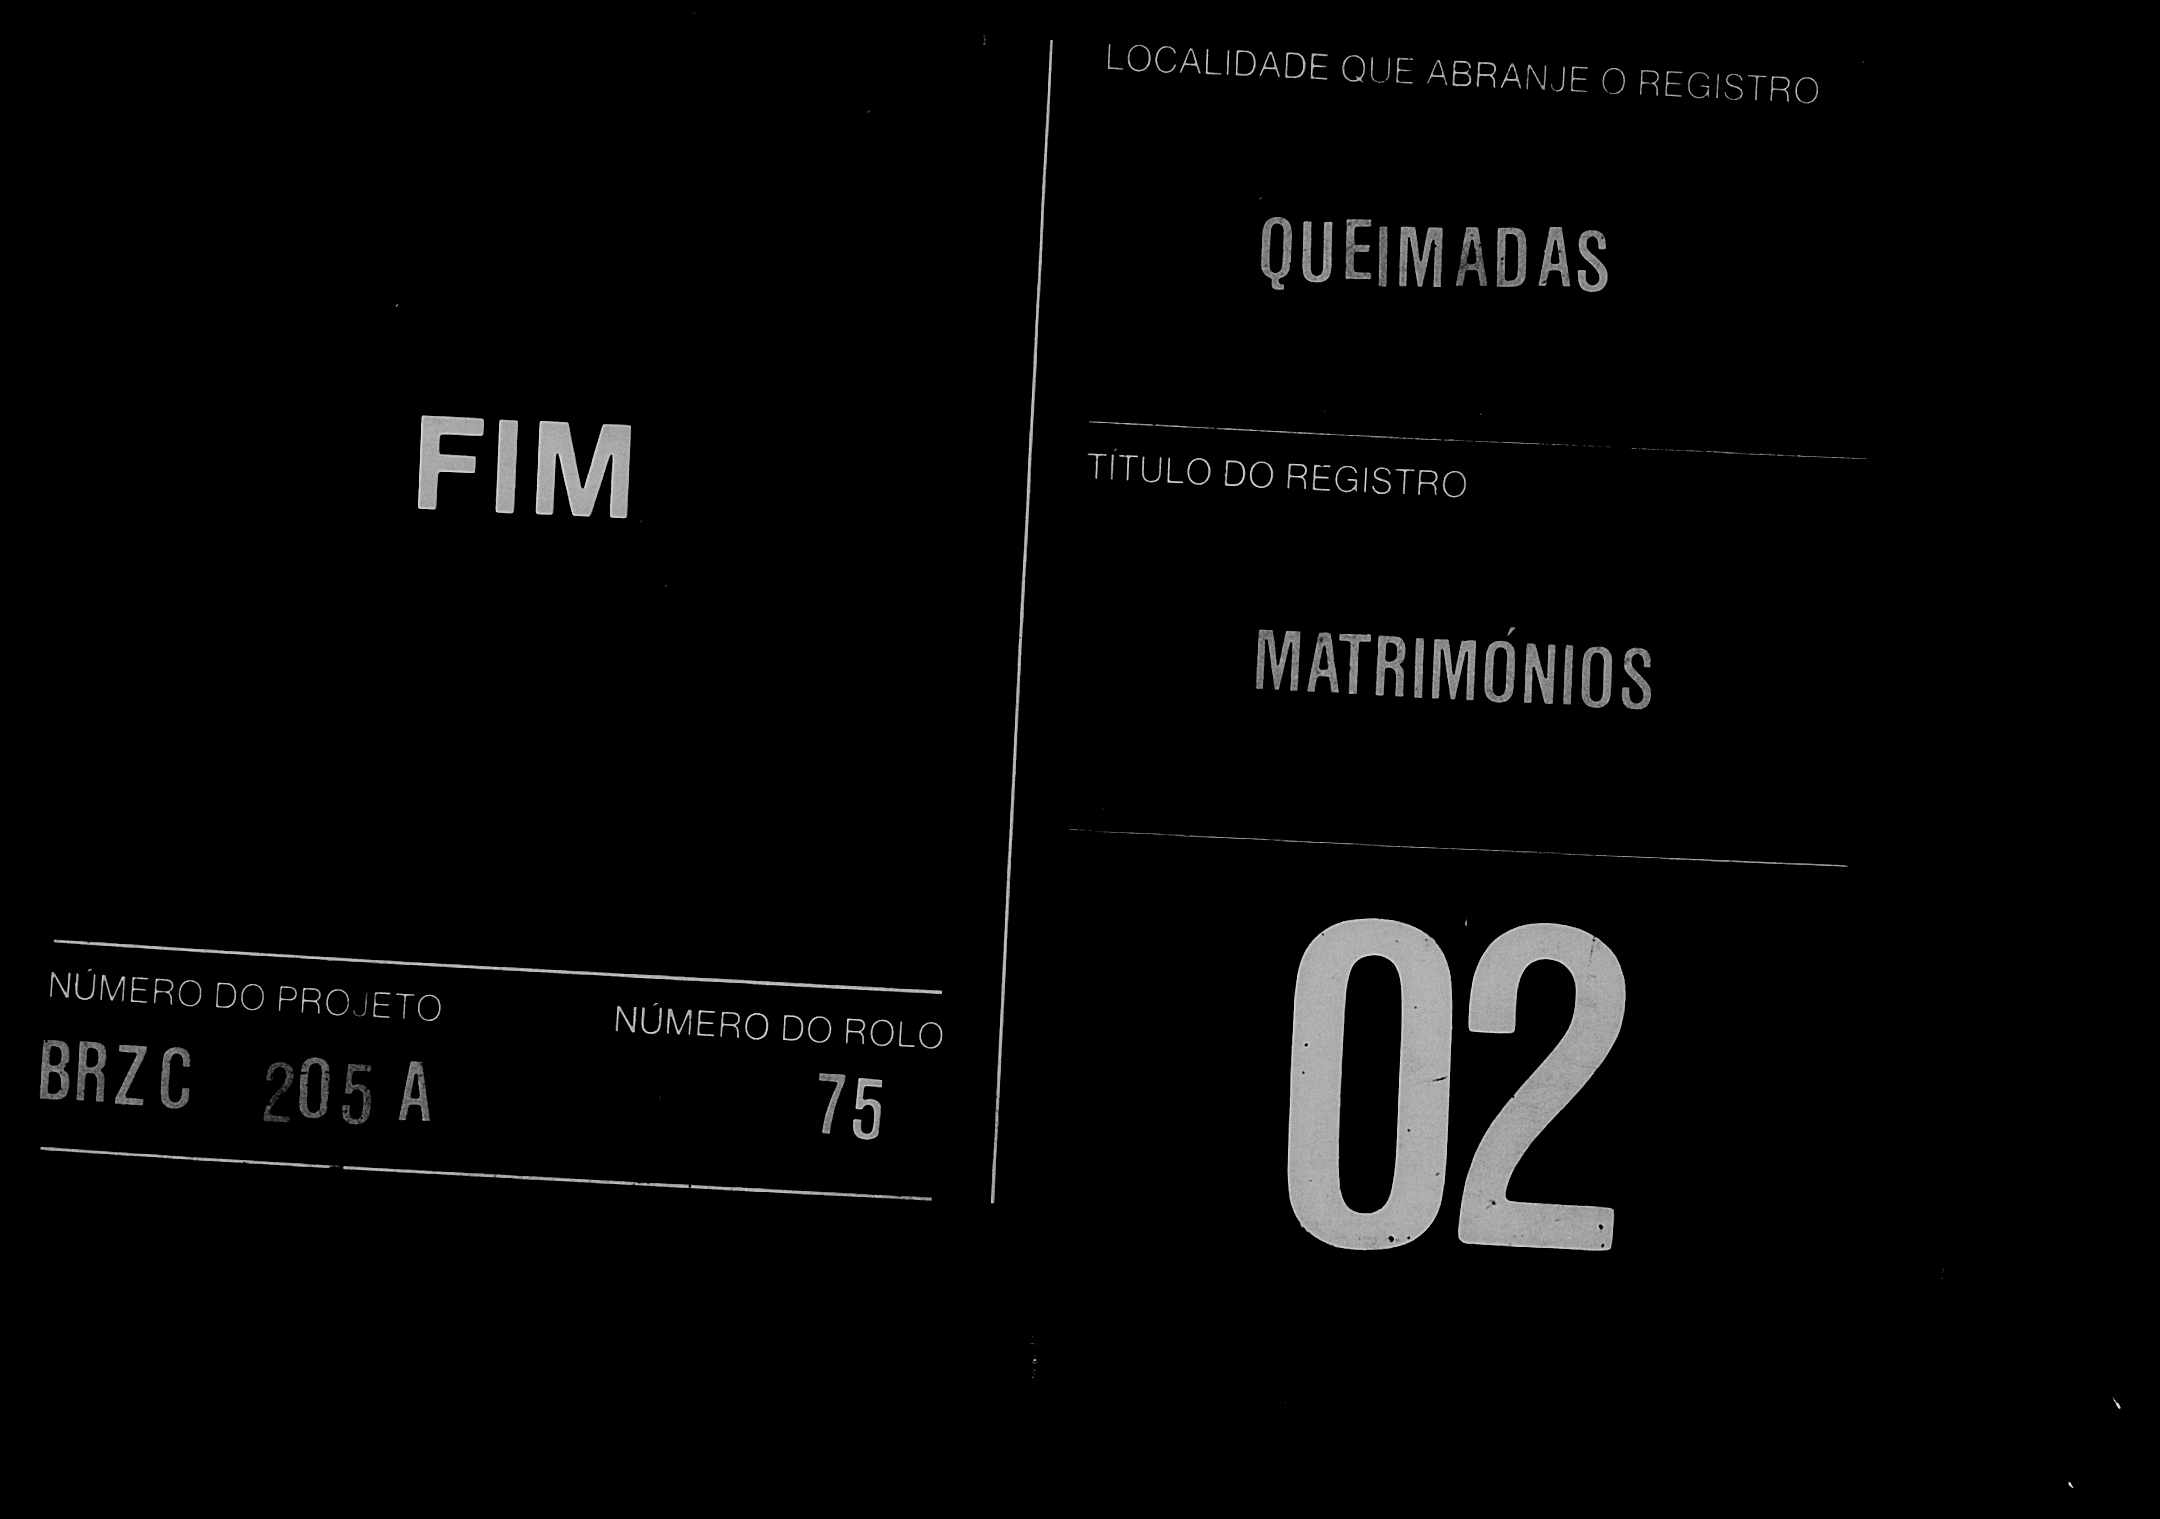 FIM
NÚMERO DO PROJETO
BRZC 205 A
NÚMERO DO ROLO
75
LOCALIDADE QUE ABRANJE O REGISTRO
QUEIMADAS
TÍTULO DO REGISTRO
MATRIMÓNIOS
02